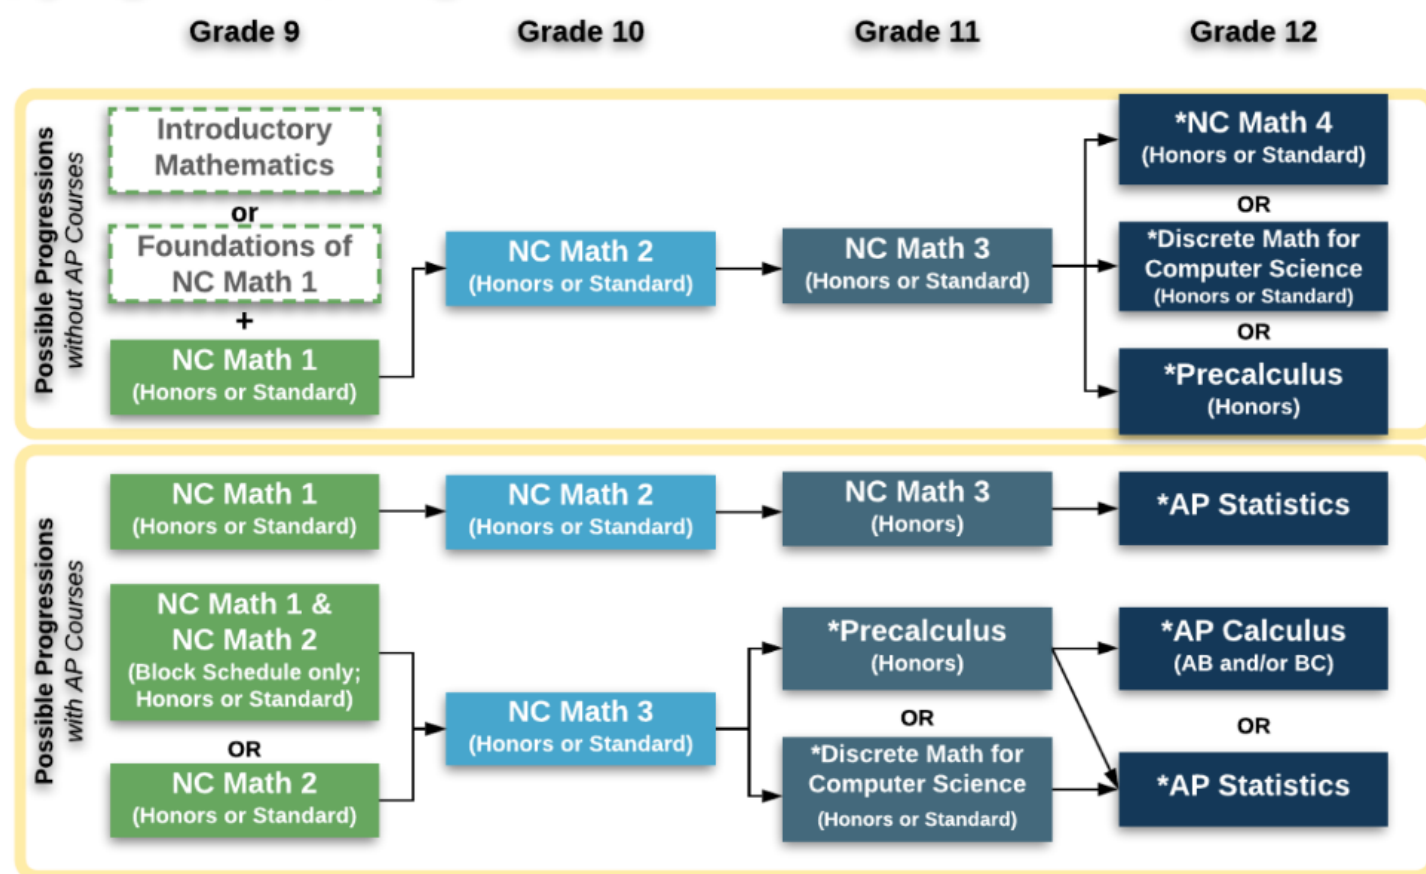 Grade 9
Grade 10
Grade 11
Grade 12
Possible Progressions
without AP Courses
Introductory
Mathematics
or
Foundations of
NC Math 1
+
NC Math 1
(Honors or Standard)
NC Math 2
(Honors or Standard)
NC Math 3
(Honors or Standard)
*NC Math 4
(Honors or Standard)
OR
*Discrete Math for
Computer Science
(Honors or Standard)
OR
*Precalculus
(Honors)
Possible Progressions
with AP Courses
NC Math 1
(Honors or Standard)
NC Math 2
(Honors or Standard)
NC Math 3
(Honors)
*AP Statistics
NC Math 1 &
NC Math 2
(Block Schedule only;
Honors or Standard)
OR
NC Math 2
(Honors or Standard)
NC Math 3
(Honors or Standard)
*Precalculus
(Honors)
OR
*Discrete Math for
Computer Science
(Honors or Standard)
*AP Calculus
(AB and/or BC)
OR
*AP Statistics